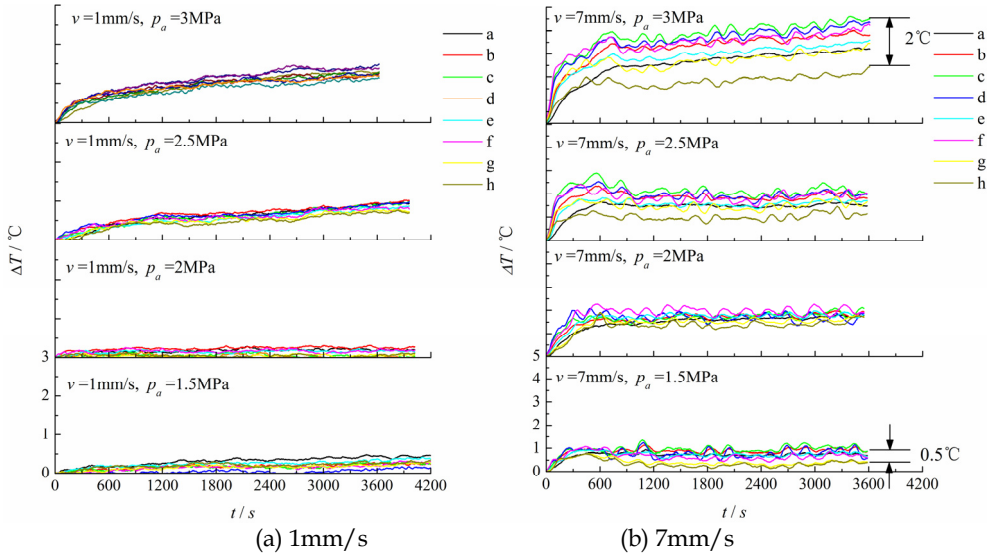 v =1mm/s, pa =3MPa
a
b
c
d
e
f
g
h
v =1mm/s, pa =2.5MPa
ΔT / ℃
v =1mm/s, pa =2MPa
3
v =1mm/s, pa =1.5MPa
2
1
0
0 600 1200 1800 2400 3000 3600 4200
t / s
(a) 1mm/s
v =7mm/s, pa =3MPa
2℃
a
b
c
d
e
f
g
h
v =7mm/s, pa =2.5MPa
ΔT / ℃
v =7mm/s, pa =2MPa
5
v =7mm/s, pa =1.5MPa
4
3
2
1
0.5℃
0
0 600 1200 1800 2400 3000 3600 4200
t / s
(b) 7mm/s